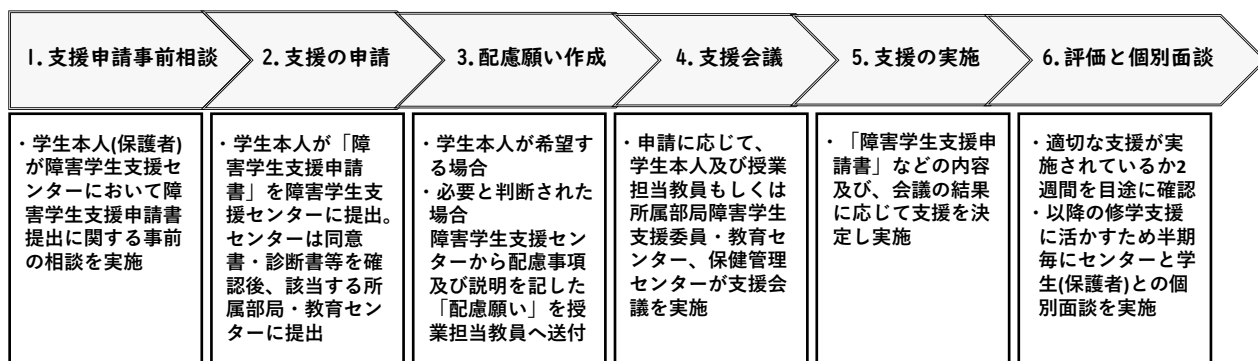 1.支援申請事前相談
2.支援の申請
3.配慮願い作成
4.支援会議
5.支援の実施
6.評価と個別面談
・学生本人(保護者)
が障害学生支援セ
ンターにおいて障
害学生支援申請書
提出に関する事前
の相談を実施
・学生本人が「障
害学生支援申請
書」を障害学生支
援センターに提出。
センターは同意
書・診断書等を確
認後、該当する所
属部局・教育セン
ターに提出
・学生本人が希望す
る場合
・必要と判断された
場合
障害学生支援セン
ターから配慮事項
及び説明を記した
「配慮願い」を授
業担当教員へ送付
・申請に応じて、
学生本人及び授業
担当教員もしくは
所属部局障害学生
支援委員・教育セ
ンター、保健管理
センターが支援会
議を実施
・「障害学生支援申
請書」などの内容
及び、会議の結果
に応じて支援を決
定し実施
・適切な支援が実
施されているか2
週間を目途に確認
・以降の修学支援
に活かすため半期
毎にセンターと学
生(保護者)との個
別面談を実施